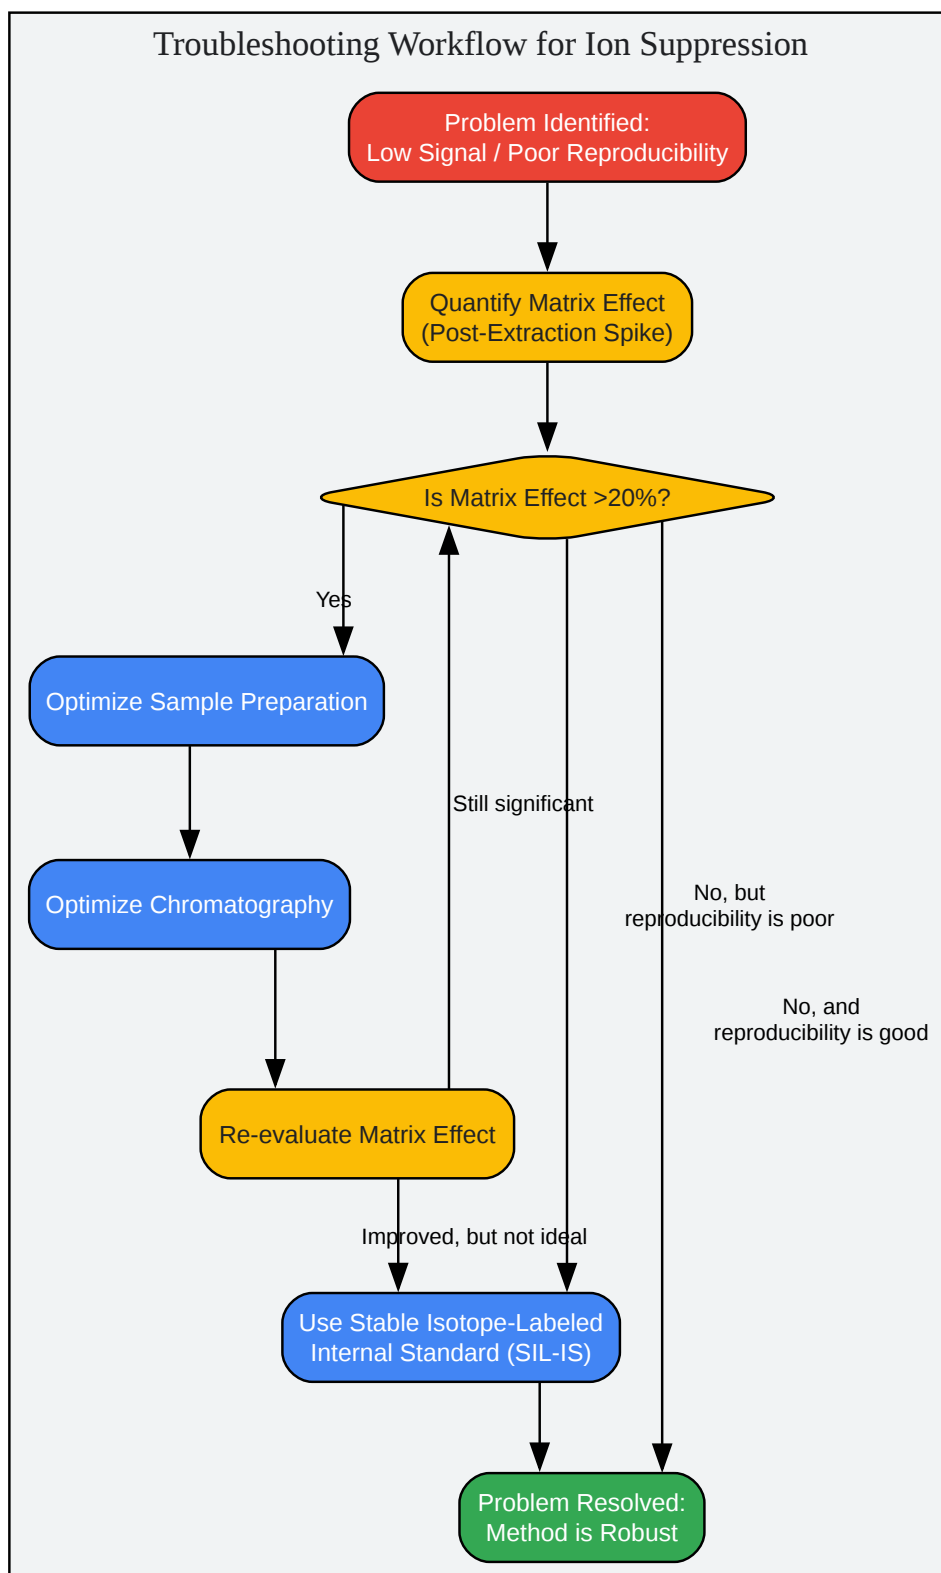 Troubleshooting Workflow for Ion Suppression
Problem Identified:
Low Signal / Poor Reproducibility
Quantify Matrix Effect
(Post-Extraction Spike)
Is Matrix Effect >20%?
Yes
Optimize Sample Preparation
Still significant
No, but
reproducibility is poor
Optimize Chromatography
No, and
reproducibility is good
Re-evaluate Matrix Effect
Improved, but not ideal
Use Stable Isotope-Labeled
Internal Standard (SIL-IS)
Problem Resolved:
Method is Robust